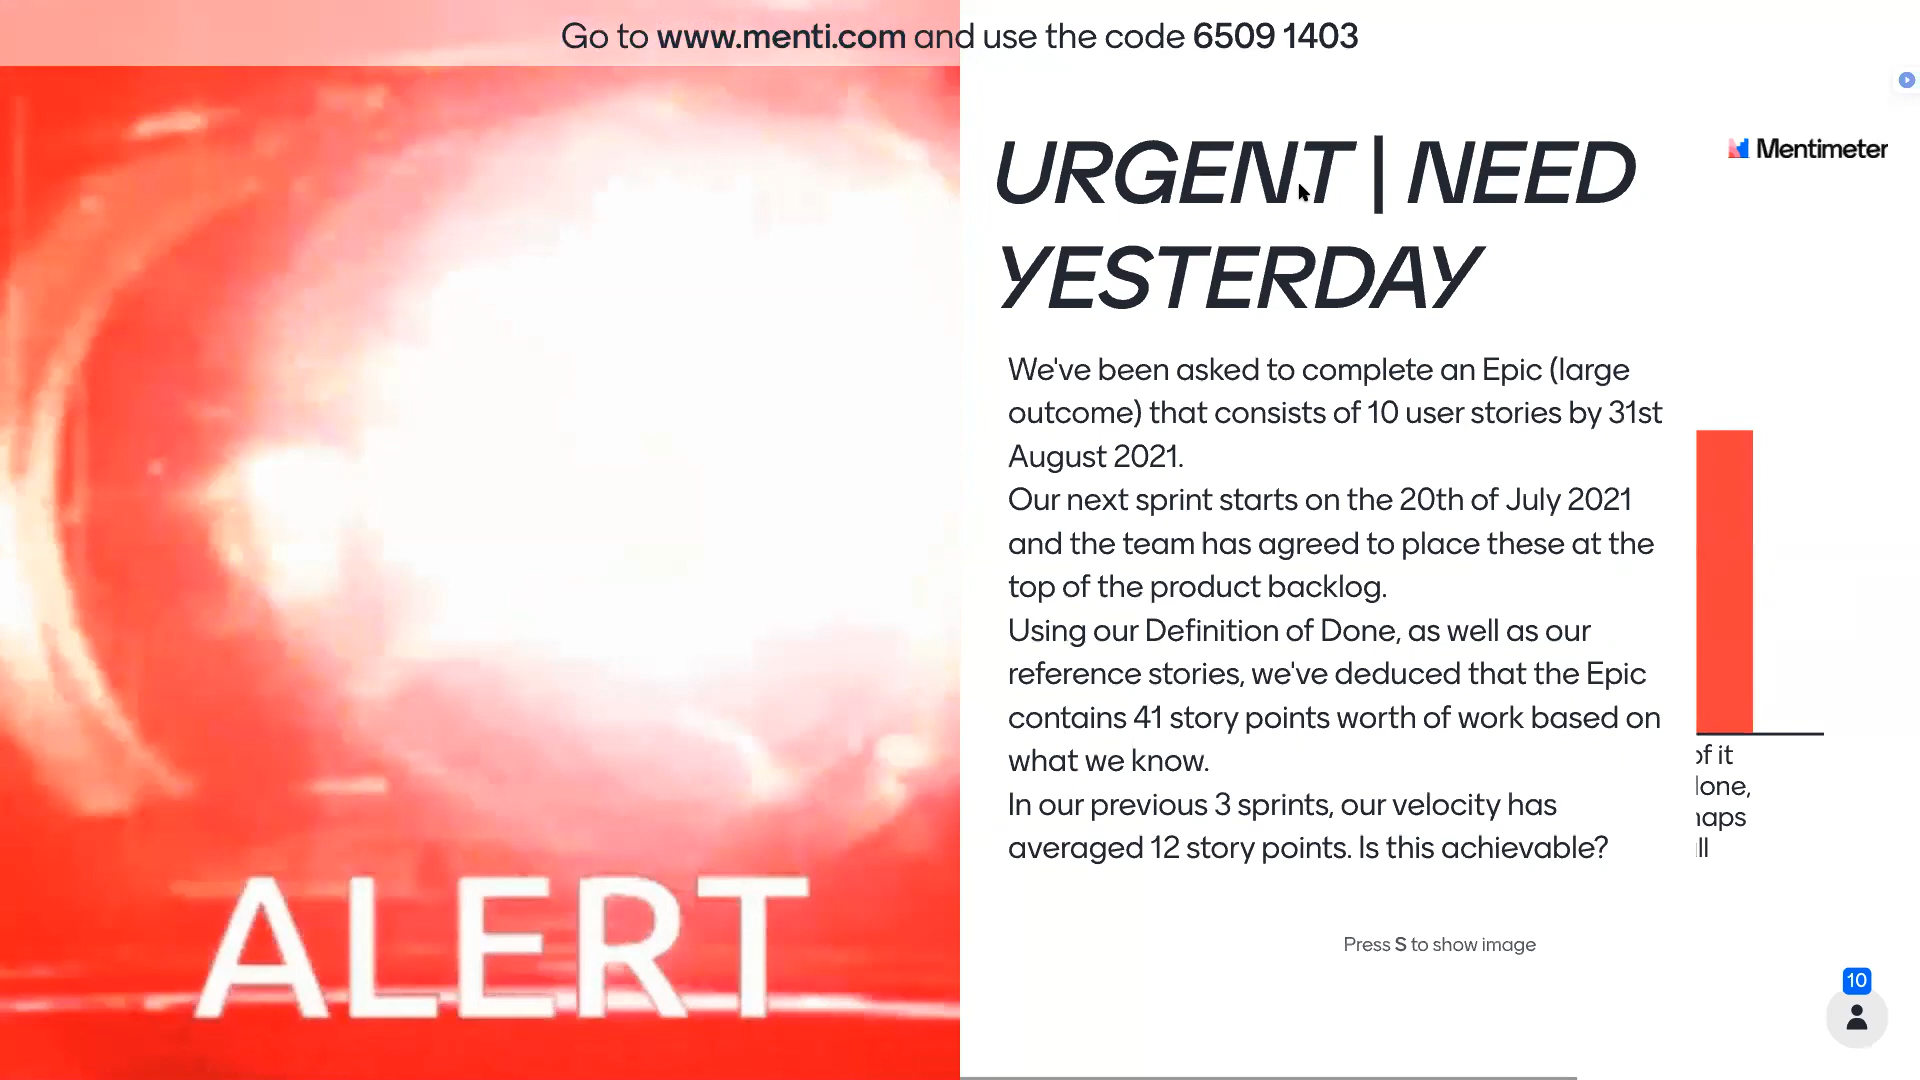 Go to www.menti.com and use the code 6509 1403
Mentimeter
URGENT | NEED
YESTERDAY
We've been asked to complete an Epic (large
outcome) that consists of 10 user stories by 31st
August 2021.
Our next sprint starts on the 20th of July 2021
and the team has agreed to place these at the
top of the product backlog.
Using our Definition of Done, as well as our
reference stories, we've deduced that the Epic
contains 41 story points worth of work based on
what we know.
In our previous 3 sprints, our velocity has
averaged 12 story points. Is this achievable?
of it
Press S to show image
ALERT
10